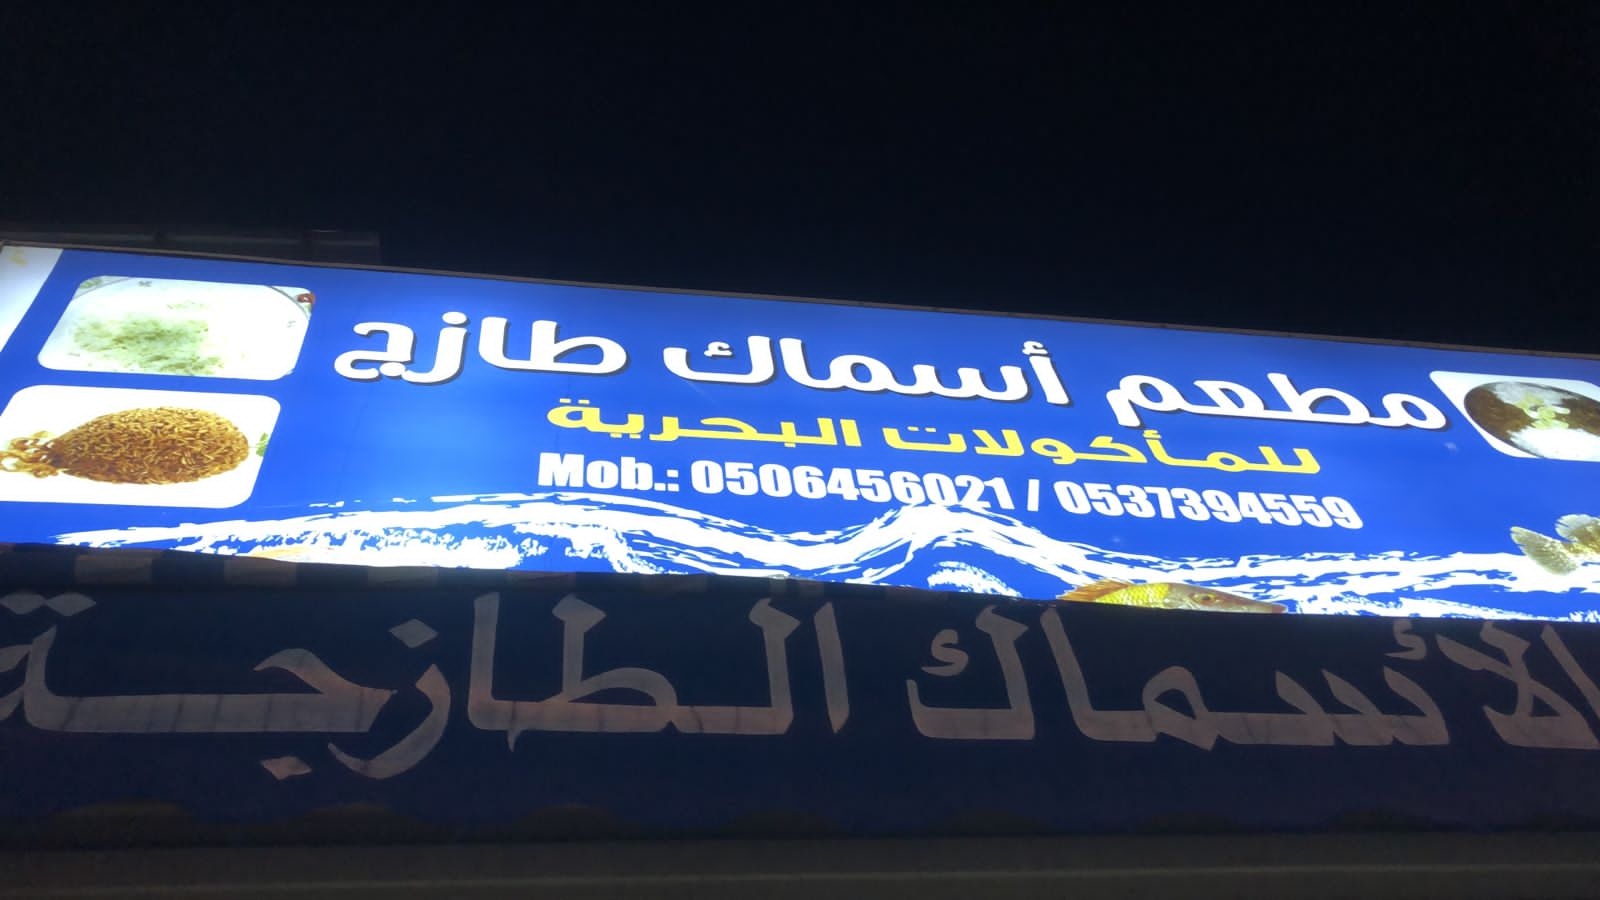 مطعم أسماك طازج
للمأكولات البحرية
Mob.: 0506456021 / 0537394559
الأسماك الطازجة